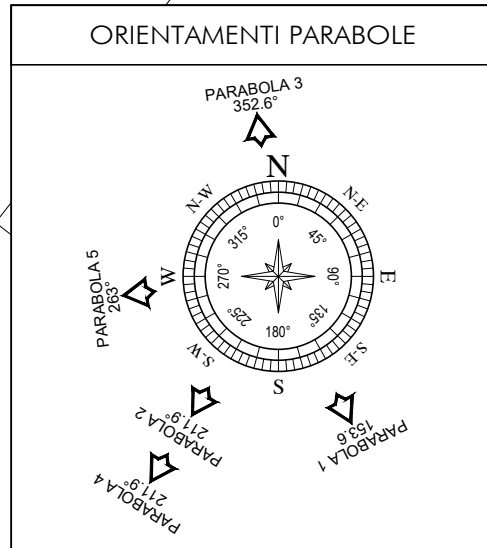 ORIENTAMENTI PARABOLE
PARABOLA 3
352.6°
N
N-W
N-E
0°
315°
45°
PARABOLA 5
263°
W
270°
90°
E
225°
135°
180°
S-W
S-E
S
PARABOLA 2
211.9°
PARABOLA 1
153.6
PARABOLA 4
211.9°